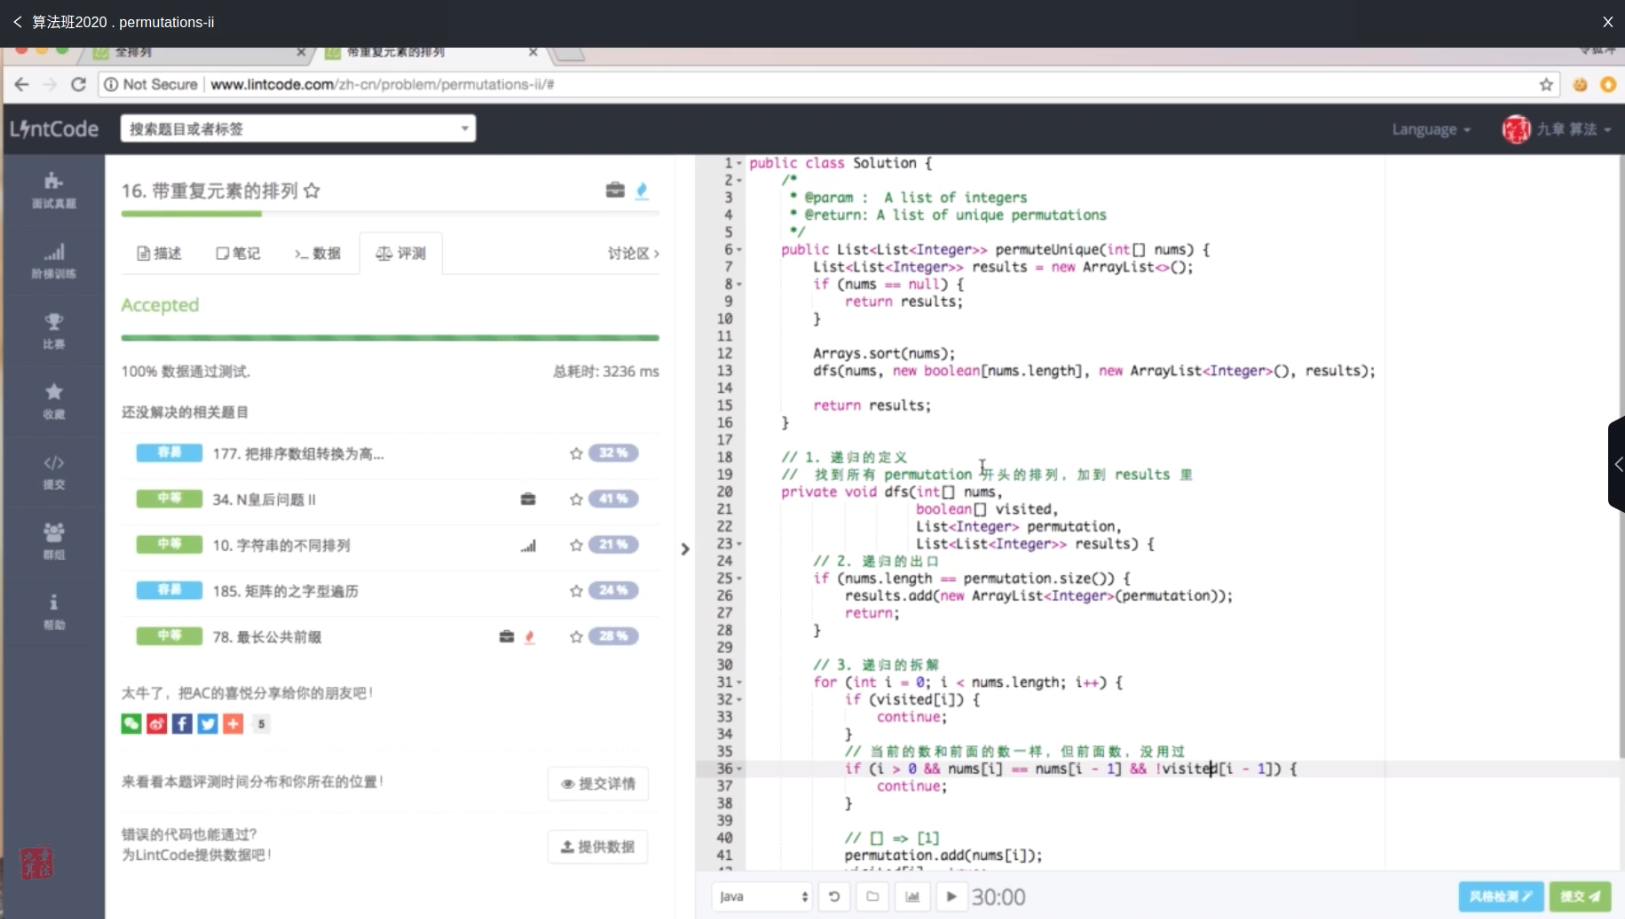 算法班2020 . permutations-ii
全排列
带重复元素的排列
Not Secure | www.lintcode.com/zh-cn/problem/permutations-ii/#
LintCode
搜索题目或者标签
Language
九章 算法
面试真题
阶梯训练
比赛
收藏
提交
群组
帮助
16. 带重复元素的排列
描述
笔记
数据
评测
讨论区
Accepted
100% 数据通过测试.
总耗时: 3236 ms
还没解决的相关题目
容易 177. 把排序数组转换为高... 32 %
中等 34. N皇后问题 II 41 %
中等 10. 字符串的不同排列 21 %
容易 185. 矩阵的之字型遍历 24 %
中等 78. 最长公共前缀 28 %
太牛了，把AC的喜悦分享给你的朋友吧!
5
来看看本题评测时间分布和你所在的位置!
提交详情
错误的代码也能通过?
为LintCode提供数据吧!
提供数据
1 public class Solution {
2 /*
3 * @param :  A list of integers
4 * @return: A list of unique permutations
5 */
6 public List<List<Integer>> permuteUnique(int[] nums) {
7 List<List<Integer>> results = new ArrayList<>();
8 if (nums == null) {
9 return results;
10 }
11
12 Arrays.sort(nums);
13 dfs(nums, new boolean[nums.length], new ArrayList<Integer>(), results);
14
15 return results;
16 }
17
18 // 1. 递归的定义
19 // 找到所有 permutation 开头的排列，加到 results 里
20 private void dfs(int[] nums,
21 boolean[] visited,
22 List<Integer> permutation,
23 List<List<Integer>> results) {
24 // 2. 递归的出口
25 if (nums.length == permutation.size()) {
26 results.add(new ArrayList<Integer>(permutation));
27 return;
28 }
29
30 // 3. 递归的拆解
31 for (int i = 0; i < nums.length; i++) {
32 if (visited[i]) {
33 continue;
34 }
35 // 当前的数和前面的数一样，但前面数，没用过
36 if (i > 0 && nums[i] == nums[i - 1] && !visited[i - 1]) {
37 continue;
38 }
39
40 // [] => [1]
41 permutation.add(nums[i]);
Java
30:00
风格检测
提交